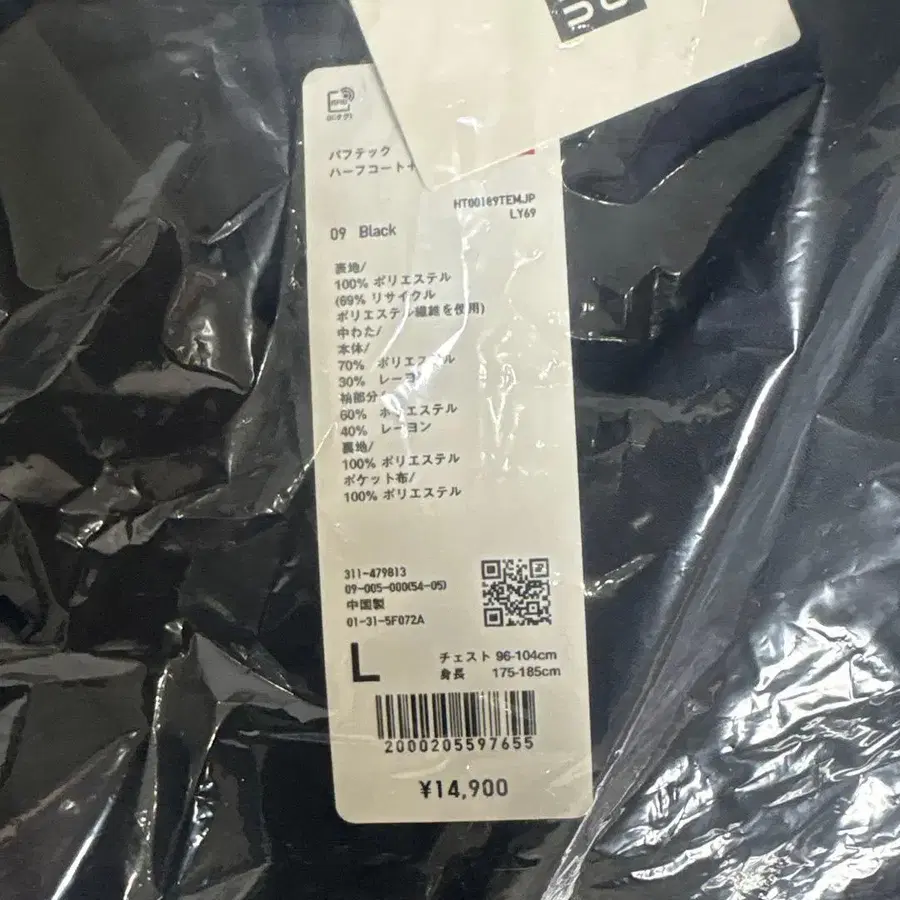 パフテック
ハーフコート+
HT00189TEMJP
LY69
09 Black
表地/
100% ポリエステル
(69% リサイクル
ポリエステル繊維を使用)
中わた/
本体/
70% ポリエステル
30% レーヨン
袖部分/
60% ポリエステル
40% レーヨン
裏地/
100% ポリエステル
ポケット布/
100% ポリエステル
311-479813
09-005-000(54-05)
中国製
01-31-5F072A
L
チェスト 96-104cm
身長 175-185cm
2000205597655
¥14,900